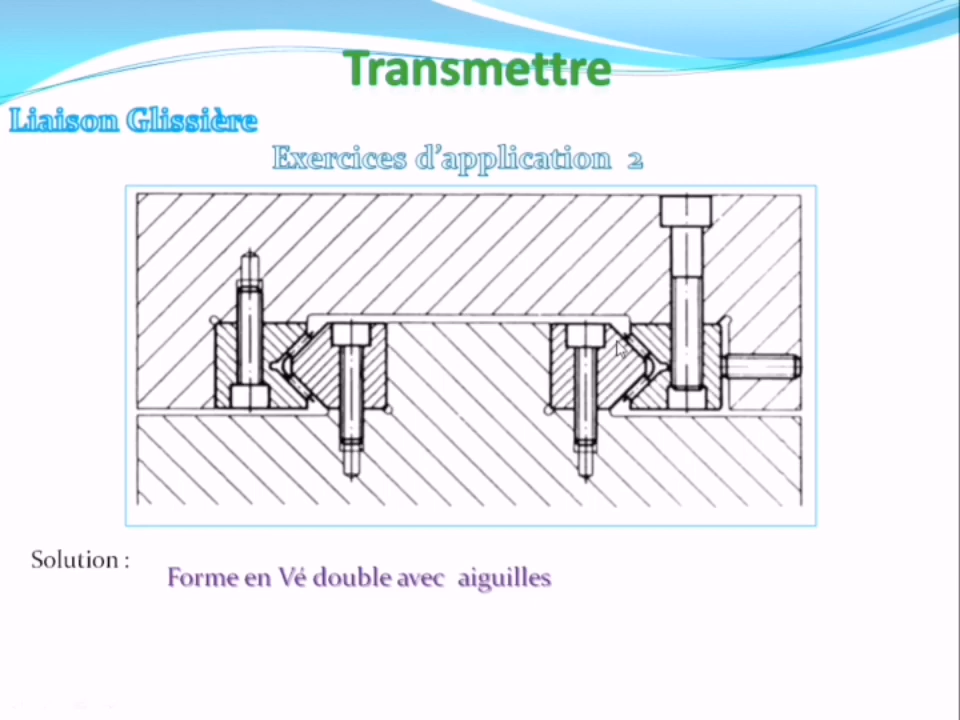 Transmettre
Liaison Glissière
Exercices d'application 2
Solution :
Forme en Vé double avec aiguilles